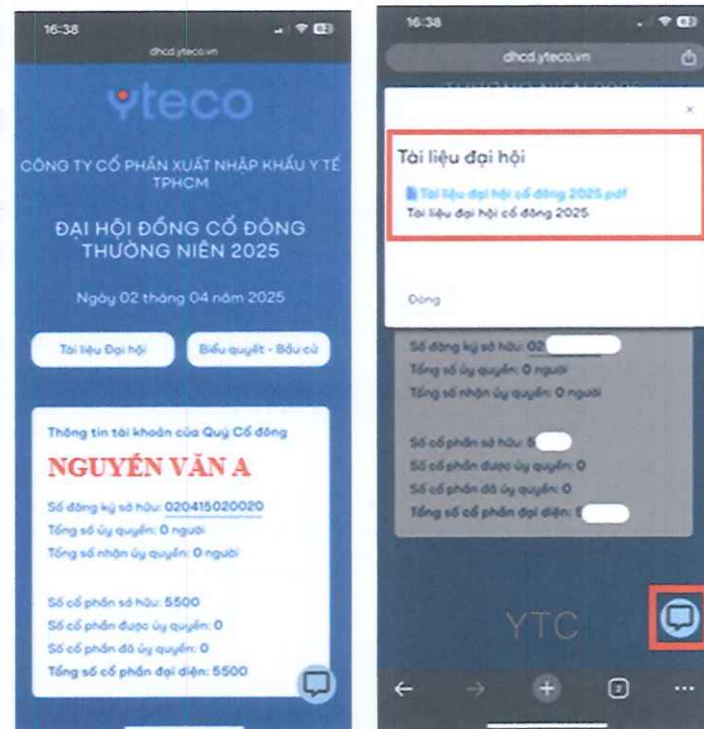 16:38
dhcd.yteco.vn
yteco
CÔNG TY CỔ PHẦN XUẤT NHẬP KHẨU Y TẾ
TPHCM
ĐẠI HỘI ĐỒNG CỔ ĐÔNG
THƯỜNG NIÊN 2025
Ngày 02 tháng 04 năm 2025
Tài liệu Đại hội
Biểu quyết - Bầu cử
Thông tin tài khoản của Quý Cổ đông
NGUYỄN VĂN A
Số đăng ký sở hữu: 020415020020
Tổng số ủy quyền: 0 người
Tổng số nhận ủy quyền: 0 người
Số cổ phần sở hữu: 5500
Số cổ phần được ủy quyền: 0
Số cổ phần đã ủy quyền: 0
Tổng số cổ phần đại diện: 5500
16:38
dhcd.yteco.vn
THƯỜNG NIÊN 2025
×
Tài liệu đại hội
Tài liệu đại hội cổ đông 2025.pdf
Tài liệu đại hội cổ đông 2025
Đóng
Số đăng ký sở hữu: 02
Tổng số ủy quyền: 0 người
Tổng số nhận ủy quyền: 0 người
Số cổ phần sở hữu: 5
Số cổ phần được ủy quyền: 0
Số cổ phần đã ủy quyền: 0
Tổng số cổ phần đại diện: 5
YTC
2